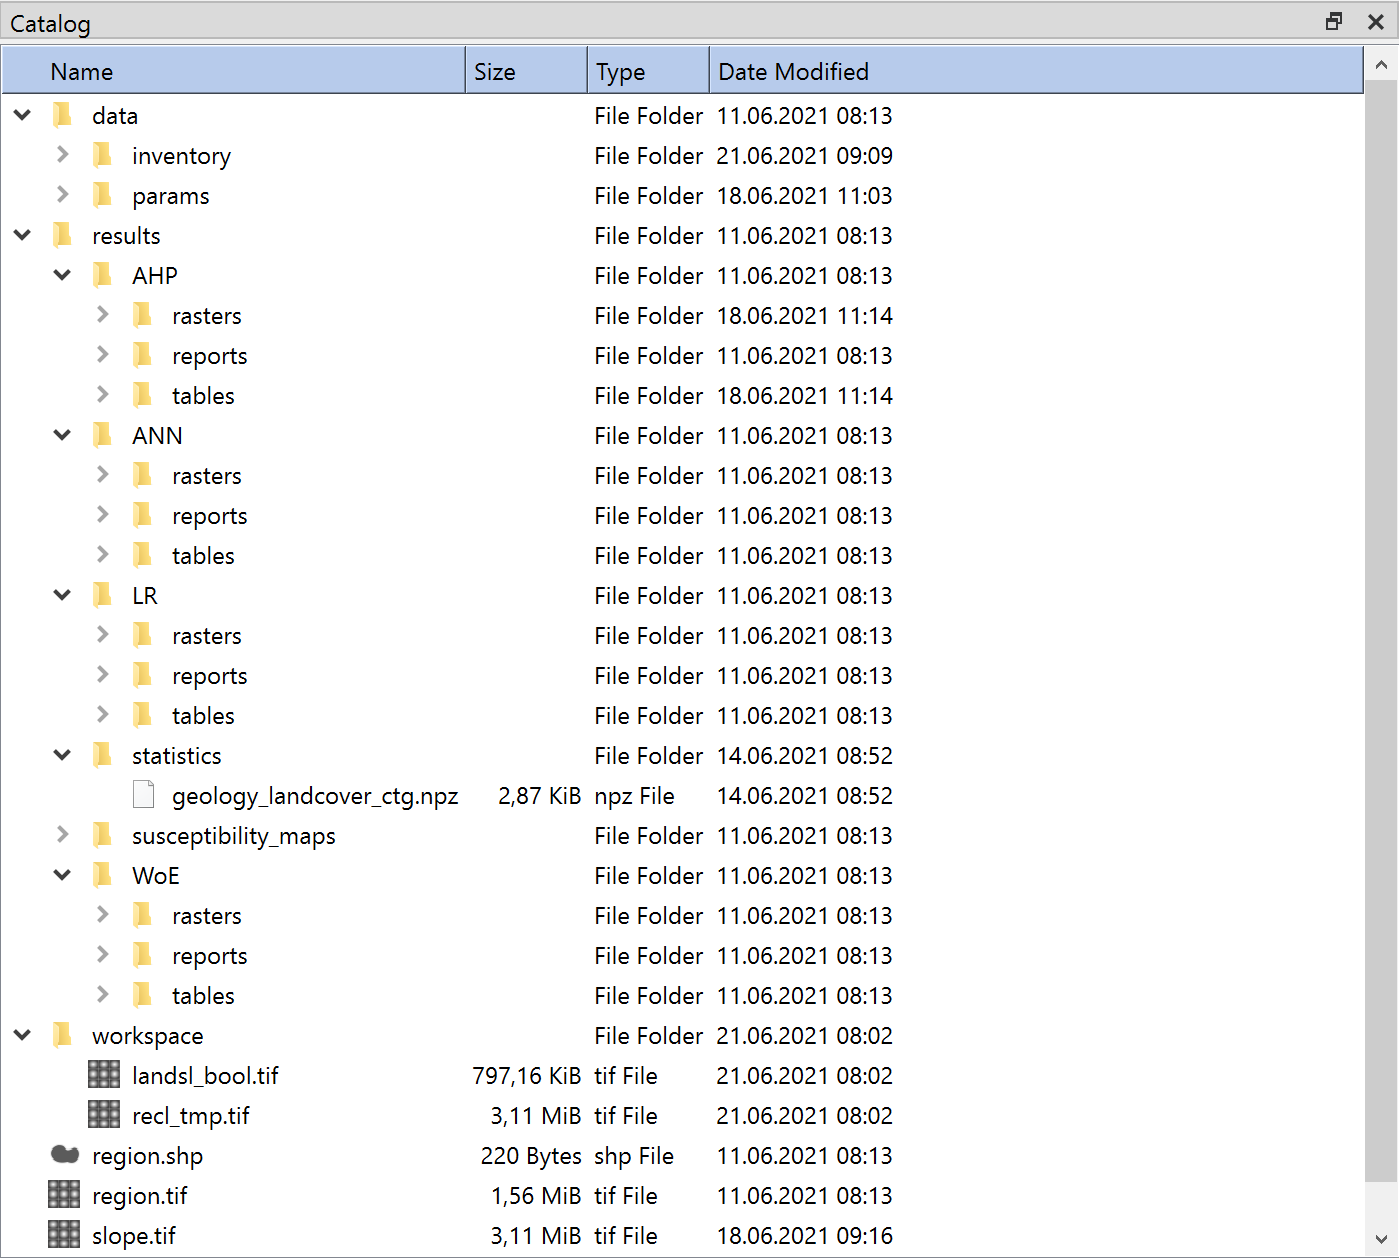 Catalog
Name Size Type Date Modified
data File Folder 11.06.2021 08:13
inventory File Folder 21.06.2021 09:09
params File Folder 18.06.2021 11:03
results File Folder 11.06.2021 08:13
AHP File Folder 11.06.2021 08:13
rasters File Folder 18.06.2021 11:14
reports File Folder 11.06.2021 08:13
tables File Folder 18.06.2021 11:14
ANN File Folder 11.06.2021 08:13
rasters File Folder 11.06.2021 08:13
reports File Folder 11.06.2021 08:13
tables File Folder 11.06.2021 08:13
LR File Folder 11.06.2021 08:13
rasters File Folder 11.06.2021 08:13
reports File Folder 11.06.2021 08:13
tables File Folder 11.06.2021 08:13
statistics File Folder 14.06.2021 08:52
geology_landcover_ctg.npz 2,87 KiB npz File 14.06.2021 08:52
susceptibility_maps File Folder 11.06.2021 08:13
WoE File Folder 11.06.2021 08:13
rasters File Folder 11.06.2021 08:13
reports File Folder 11.06.2021 08:13
tables File Folder 11.06.2021 08:13
workspace File Folder 21.06.2021 08:02
landsl_bool.tif 797,16 KiB tif File 21.06.2021 08:02
recl_tmp.tif 3,11 MiB tif File 21.06.2021 08:02
region.shp 220 Bytes shp File 11.06.2021 08:13
region.tif 1,56 MiB tif File 11.06.2021 08:13
slope.tif 3,11 MiB tif File 18.06.2021 09:16